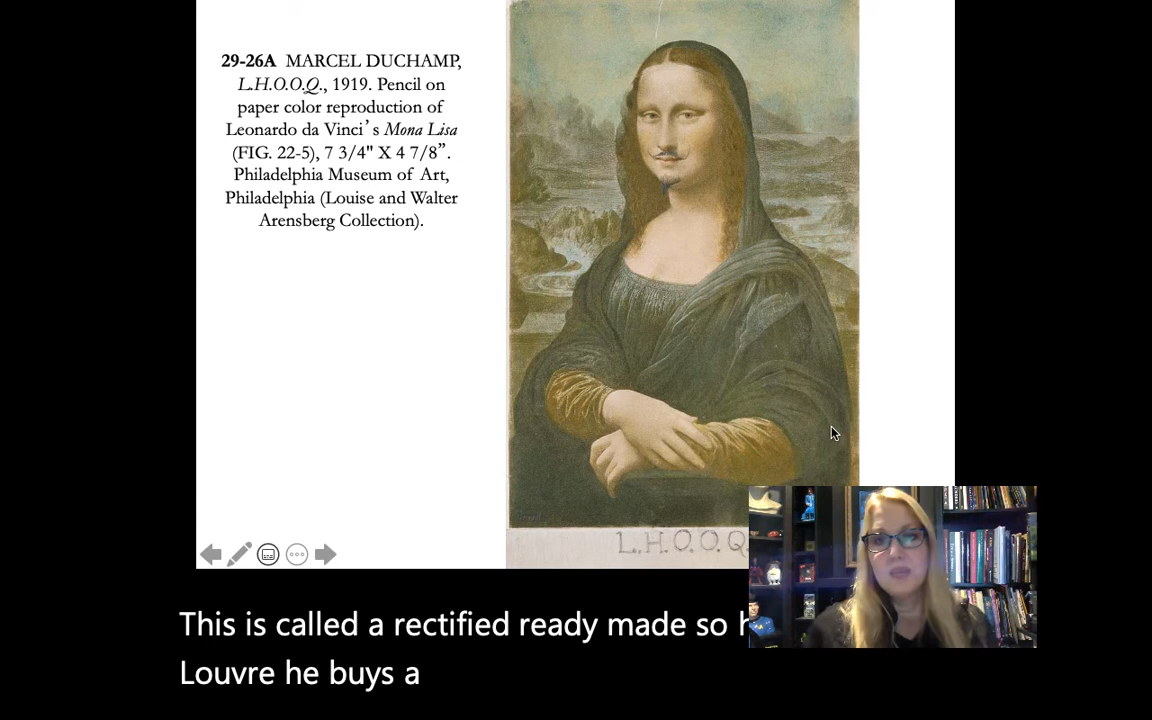 29-26A MARCEL DUCHAMP,
L.H.O.O.Q., 1919. Pencil on
paper color reproduction of
Leonardo da Vinci’s Mona Lisa
(FIG. 22-5), 7 3/4" X 4 7/8”.
Philadelphia Museum of Art,
Philadelphia (Louise and Walter
Arensberg Collection).
L.H.O.O.Q
This is called a rectified ready made so
Louvre he buys a